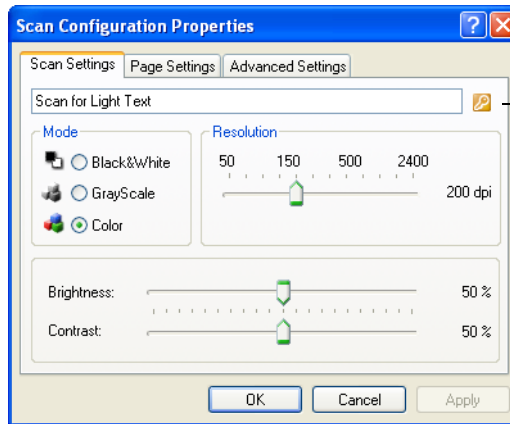 Scan Configuration Properties
Scan Settings Page Settings Advanced Settings
Scan for Light Text
Mode
Black&White
GrayScale
Color
Resolution
50 150 500 2400
200 dpi
Brightness: 50 %
Contrast: 50 %
OK Cancel Apply